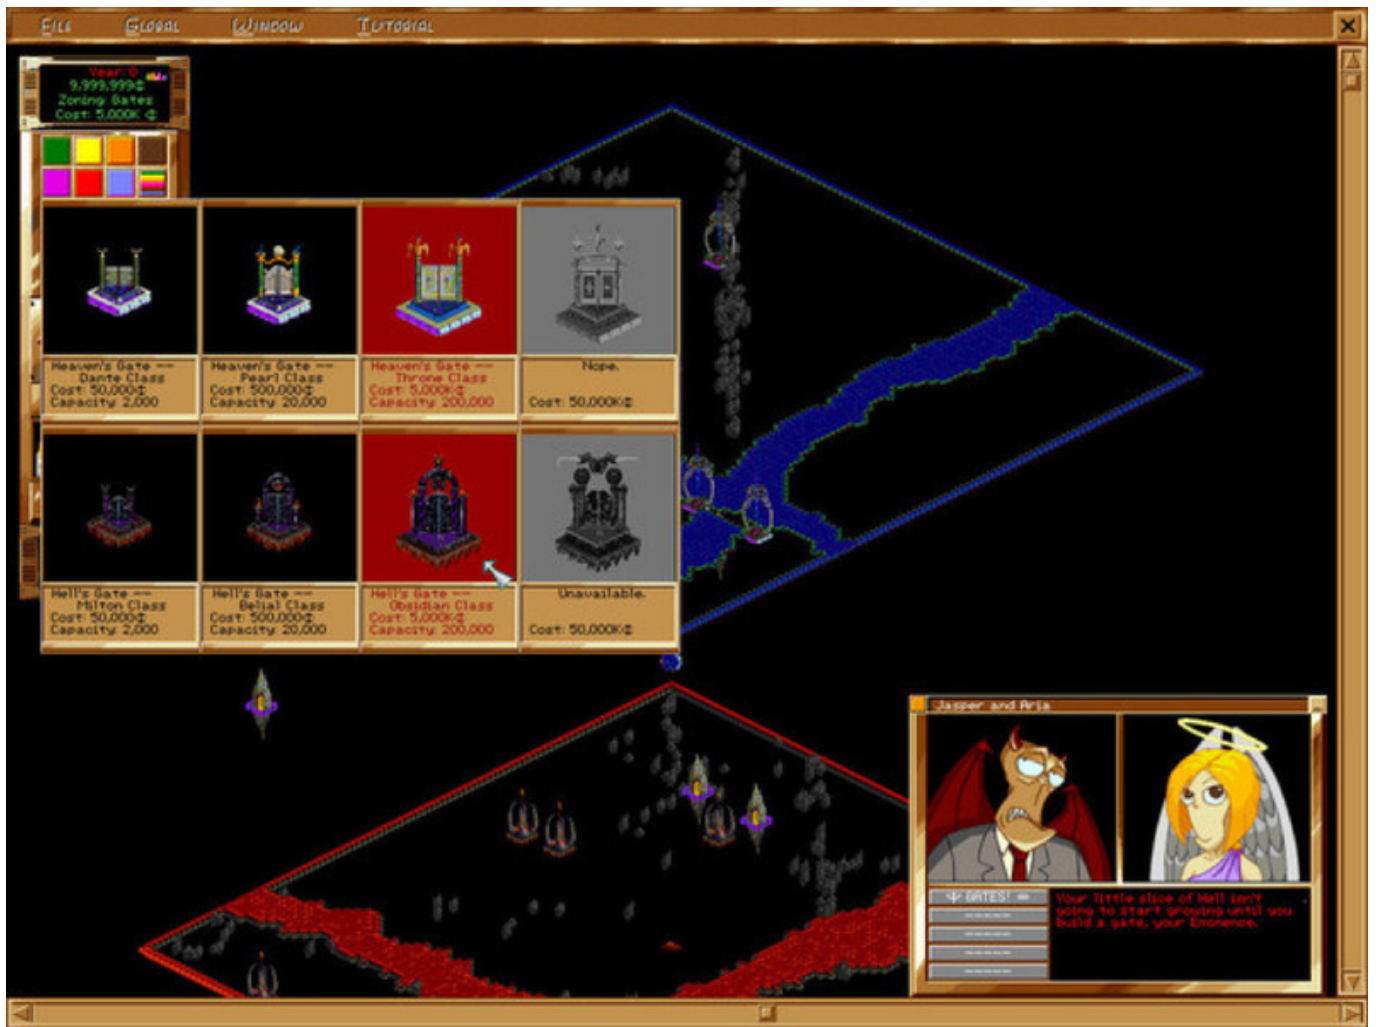 File Global Window Tutorial
Year: 0
9,999,999₵
Zoning: Gates
Cost: 5,000K ₵
Heaven's Gate --
Dante Class
Cost: 50,000₵
Capacity: 2,000
Heaven's Gate --
Pearl Class
Cost: 500,000₵
Capacity: 20,000
Heaven's Gate --
Throne Class
Cost: 5,000K₵
Capacity: 200,000
Nope.
Cost: 50,000K₵
Hell's Gate --
Milton Class
Cost: 50,000₵
Capacity: 2,000
Hell's Gate --
Belial Class
Cost: 500,000₵
Capacity: 20,000
Hell's Gate --
Obsidian Class
Cost: 5,000K₵
Capacity: 200,000
Unavailable.
Cost: 50,000K₵
Jasper and Aria
GATES!
-----
-----
-----
-----
Your little slice of Hell isn't
going to start growing until you
build a gate, your Eminence.